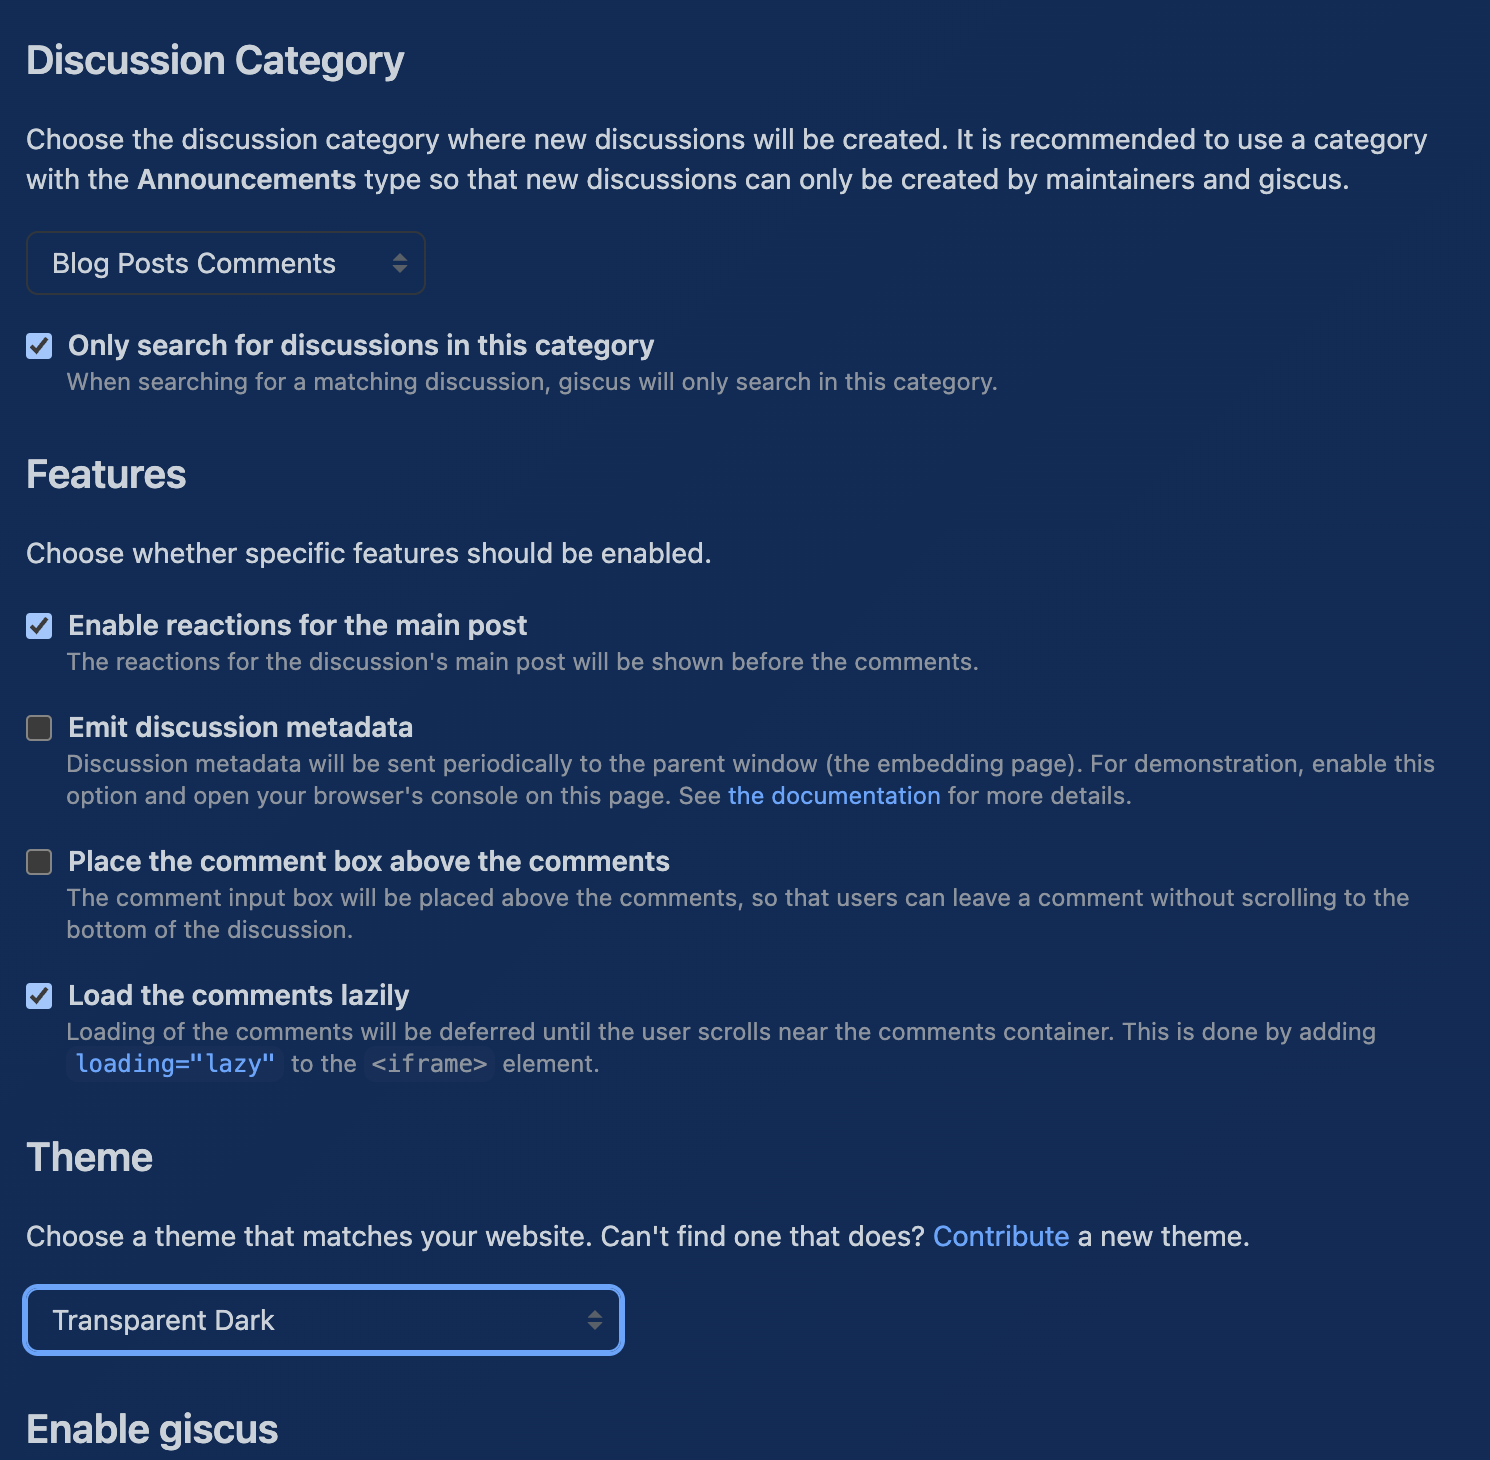 Discussion Category
Choose the discussion category where new discussions will be created. It is recommended to use a category
with the Announcements type so that new discussions can only be created by maintainers and giscus.
Blog Posts Comments
Only search for discussions in this category
When searching for a matching discussion, giscus will only search in this category.
Features
Choose whether specific features should be enabled.
Enable reactions for the main post
The reactions for the discussion's main post will be shown before the comments.
Emit discussion metadata
Discussion metadata will be sent periodically to the parent window (the embedding page). For demonstration, enable this
option and open your browser's console on this page. See the documentation for more details.
Place the comment box above the comments
The comment input box will be placed above the comments, so that users can leave a comment without scrolling to the
bottom of the discussion.
Load the comments lazily
Loading of the comments will be deferred until the user scrolls near the comments container. This is done by adding
loading="lazy" to the <iframe> element.
Theme
Choose a theme that matches your website. Can't find one that does? Contribute a new theme.
Transparent Dark
Enable giscus